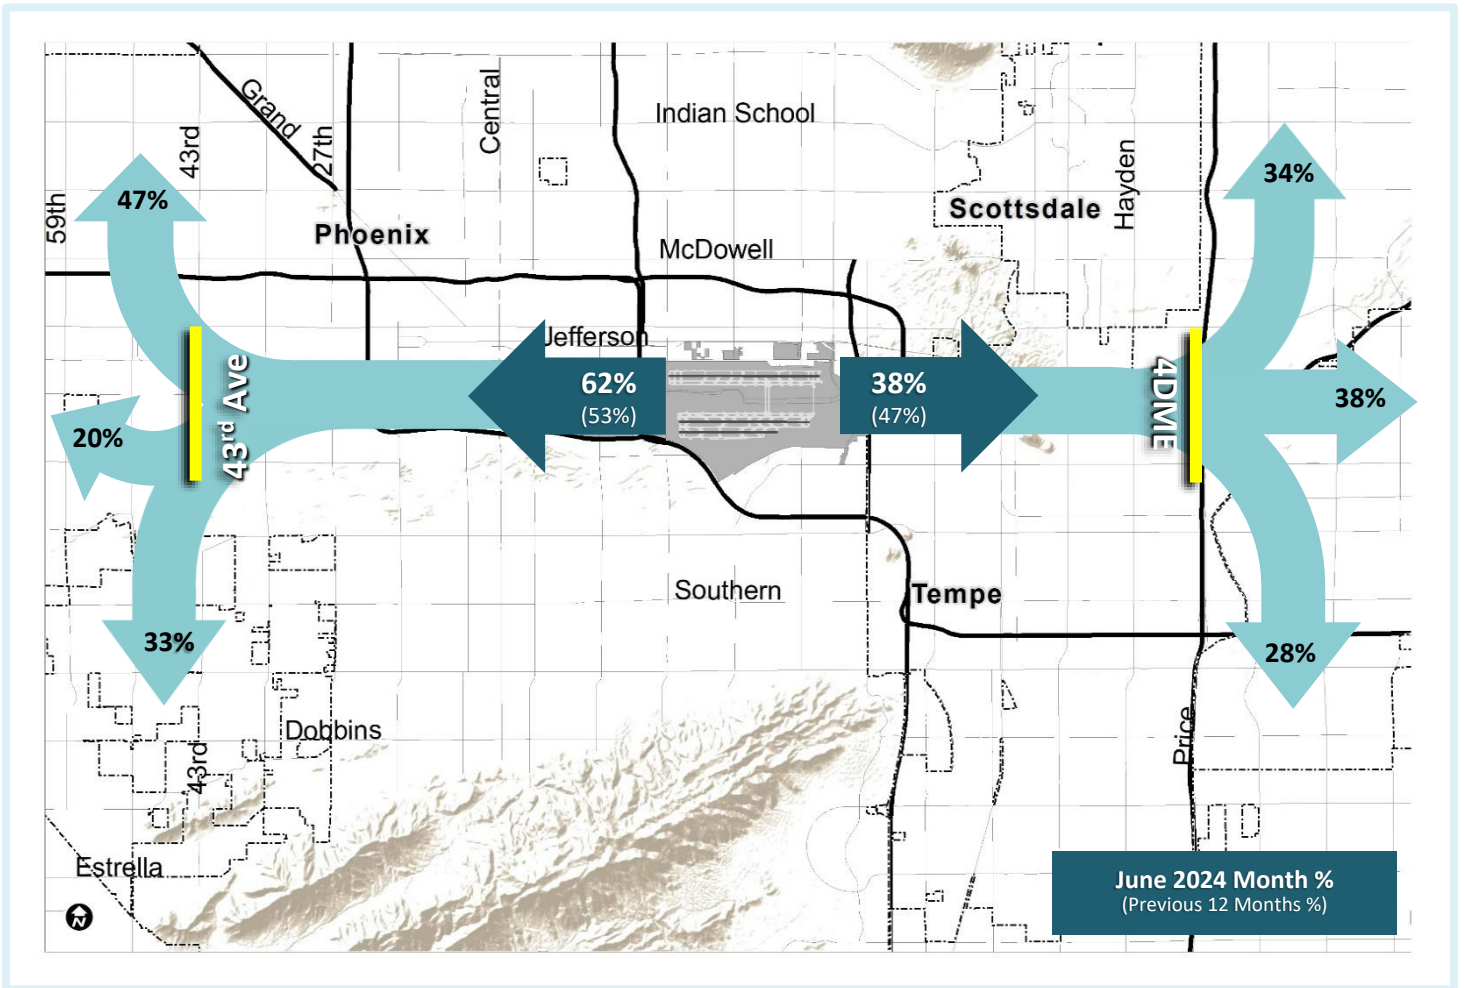 Grand
43rd
27th
Central
Indian School
Hayden
34%
47%
59th
Phoenix
Scottsdale
McDowell
Jefferson
62%
(53%)
38%
(47%)
43rd Ave
4DME
38%
20%
33%
Southern
Tempe
28%
Dobbins
43rd
Price
Estrella
N
June 2024 Month %
(Previous 12 Months %)